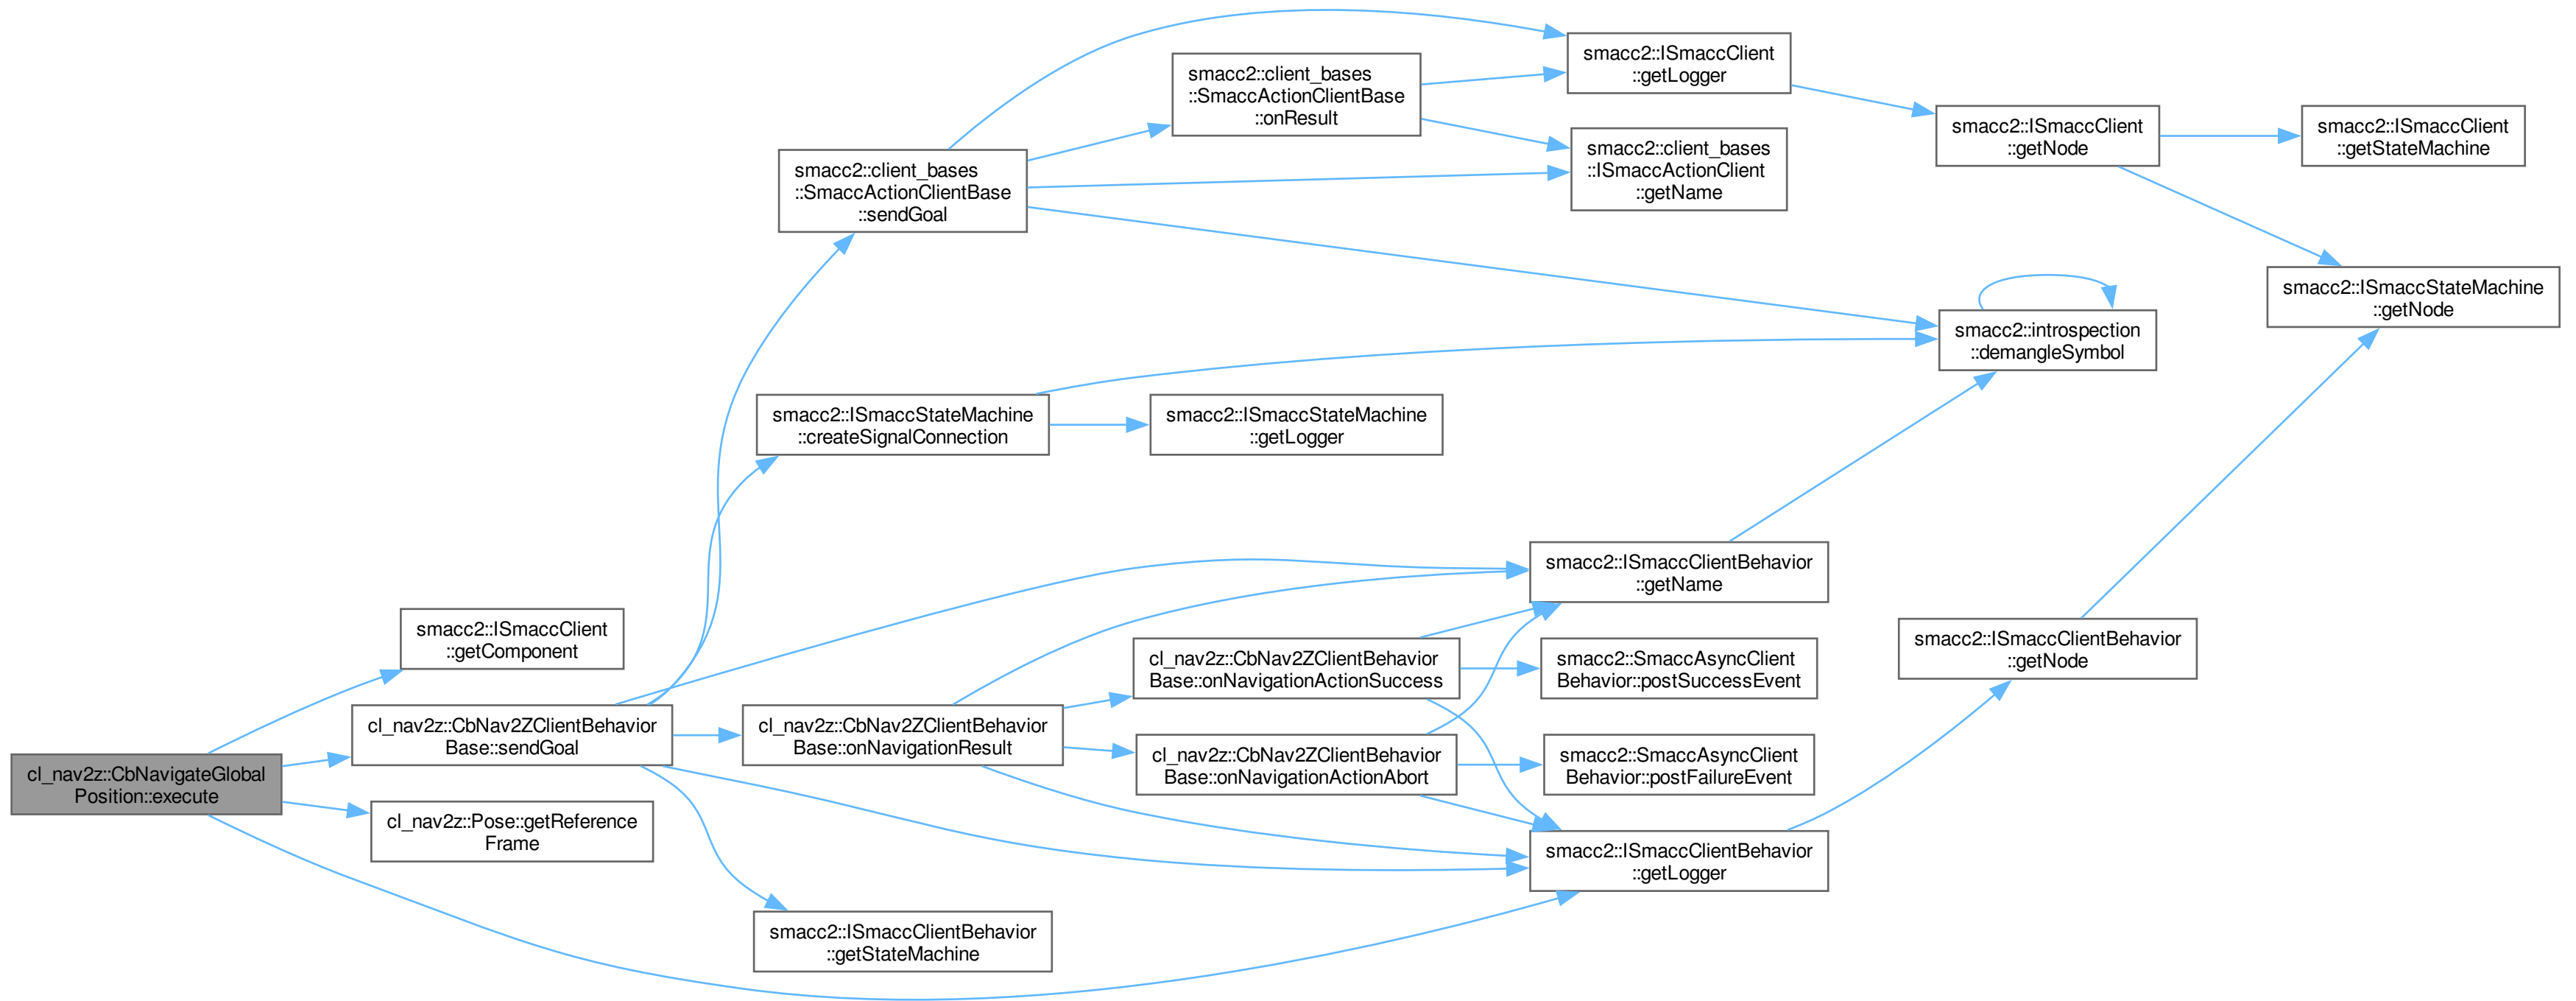 cl_nav2z::CbNavigateGlobal
Position::execute
smacc2::ISmaccClient
::getComponent
cl_nav2z::CbNav2ZClientBehavior
Base::sendGoal
cl_nav2z::Pose::getReference
Frame
smacc2::client_bases
::SmaccActionClientBase
::sendGoal
smacc2::ISmaccStateMachine
::createSignalConnection
cl_nav2z::CbNav2ZClientBehavior
Base::onNavigationResult
smacc2::ISmaccClientBehavior
::getStateMachine
smacc2::client_bases
::SmaccActionClientBase
::onResult
smacc2::ISmaccStateMachine
::getLogger
cl_nav2z::CbNav2ZClientBehavior
Base::onNavigationActionSuccess
cl_nav2z::CbNav2ZClientBehavior
Base::onNavigationActionAbort
smacc2::ISmaccClient
::getLogger
smacc2::client_bases
::ISmaccActionClient
::getName
smacc2::ISmaccClientBehavior
::getName
smacc2::SmaccAsyncClient
Behavior::postSuccessEvent
smacc2::SmaccAsyncClient
Behavior::postFailureEvent
smacc2::ISmaccClientBehavior
::getLogger
smacc2::ISmaccClient
::getNode
smacc2::introspection
::demangleSymbol
smacc2::ISmaccClientBehavior
::getNode
smacc2::ISmaccClient
::getStateMachine
smacc2::ISmaccStateMachine
::getNode